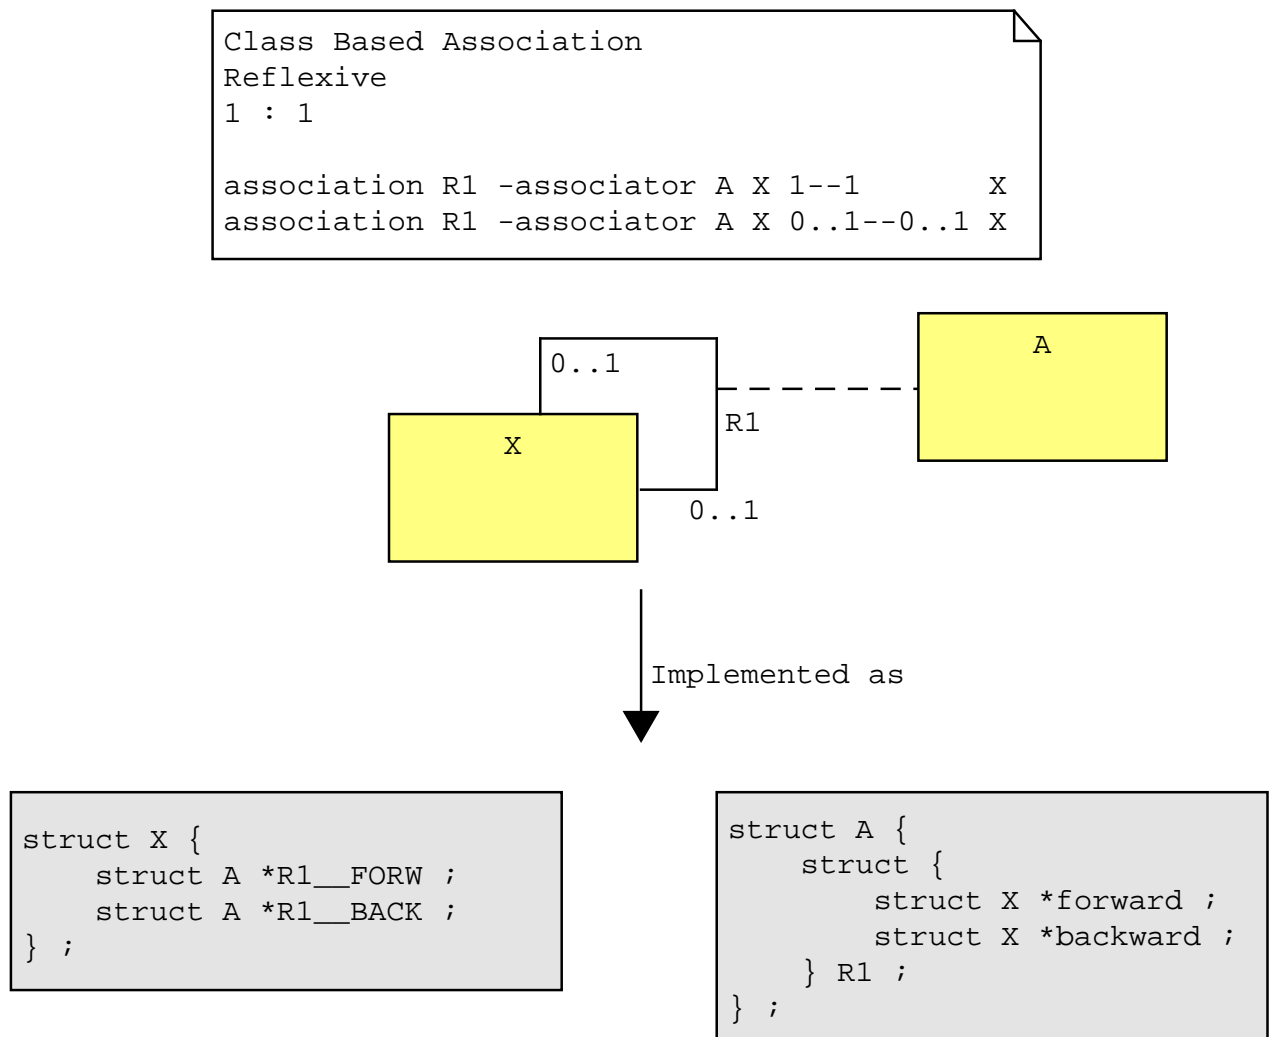 Class Based Association
Reflexive
1 : 1
association R1 -associator A X 1--1        X
association R1 -associator A X 0..1--0..1 X
A
0..1
R1
X
0..1
Implemented as
struct X {
    struct A *R1__FORW ;
    struct A *R1__BACK ;
} ;
struct A {
    struct {
        struct X *forward ;
        struct X *backward ;
    } R1 ;
} ;